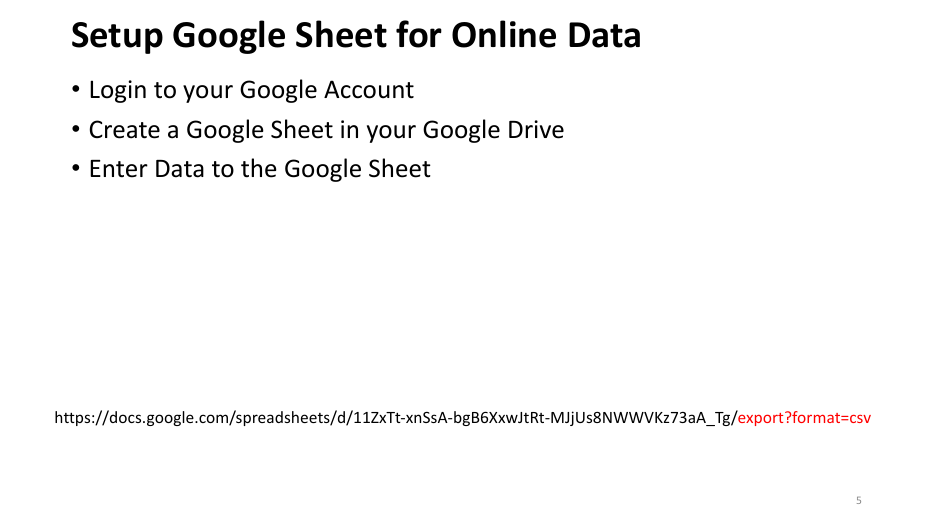 Setup Google Sheet for Online Data
• Login to your Google Account
• Create a Google Sheet in your Google Drive
• Enter Data to the Google Sheet
https://docs.google.com/spreadsheets/d/11ZxTt-xnSsA-bgB6XxwJtRt-MJjUs8NWWVKz73aA_Tg/export?format=csv
5